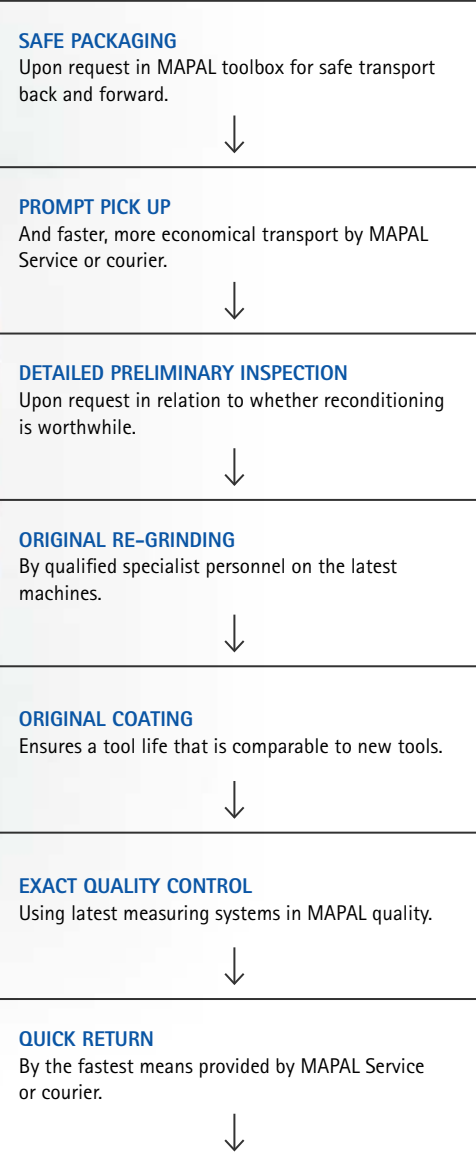 SAFE PACKAGING
Upon request in MAPAL toolbox for safe transport
back and forward.
PROMPT PICK UP
And faster, more economical transport by MAPAL
Service or courier.
DETAILED PRELIMINARY INSPECTION
Upon request in relation to whether reconditioning
is worthwhile.
ORIGINAL RE-GRINDING
By qualified specialist personnel on the latest
machines.
ORIGINAL COATING
Ensures a tool life that is comparable to new tools.
EXACT QUALITY CONTROL
Using latest measuring systems in MAPAL quality.
QUICK RETURN
By the fastest means provided by MAPAL Service
or courier.